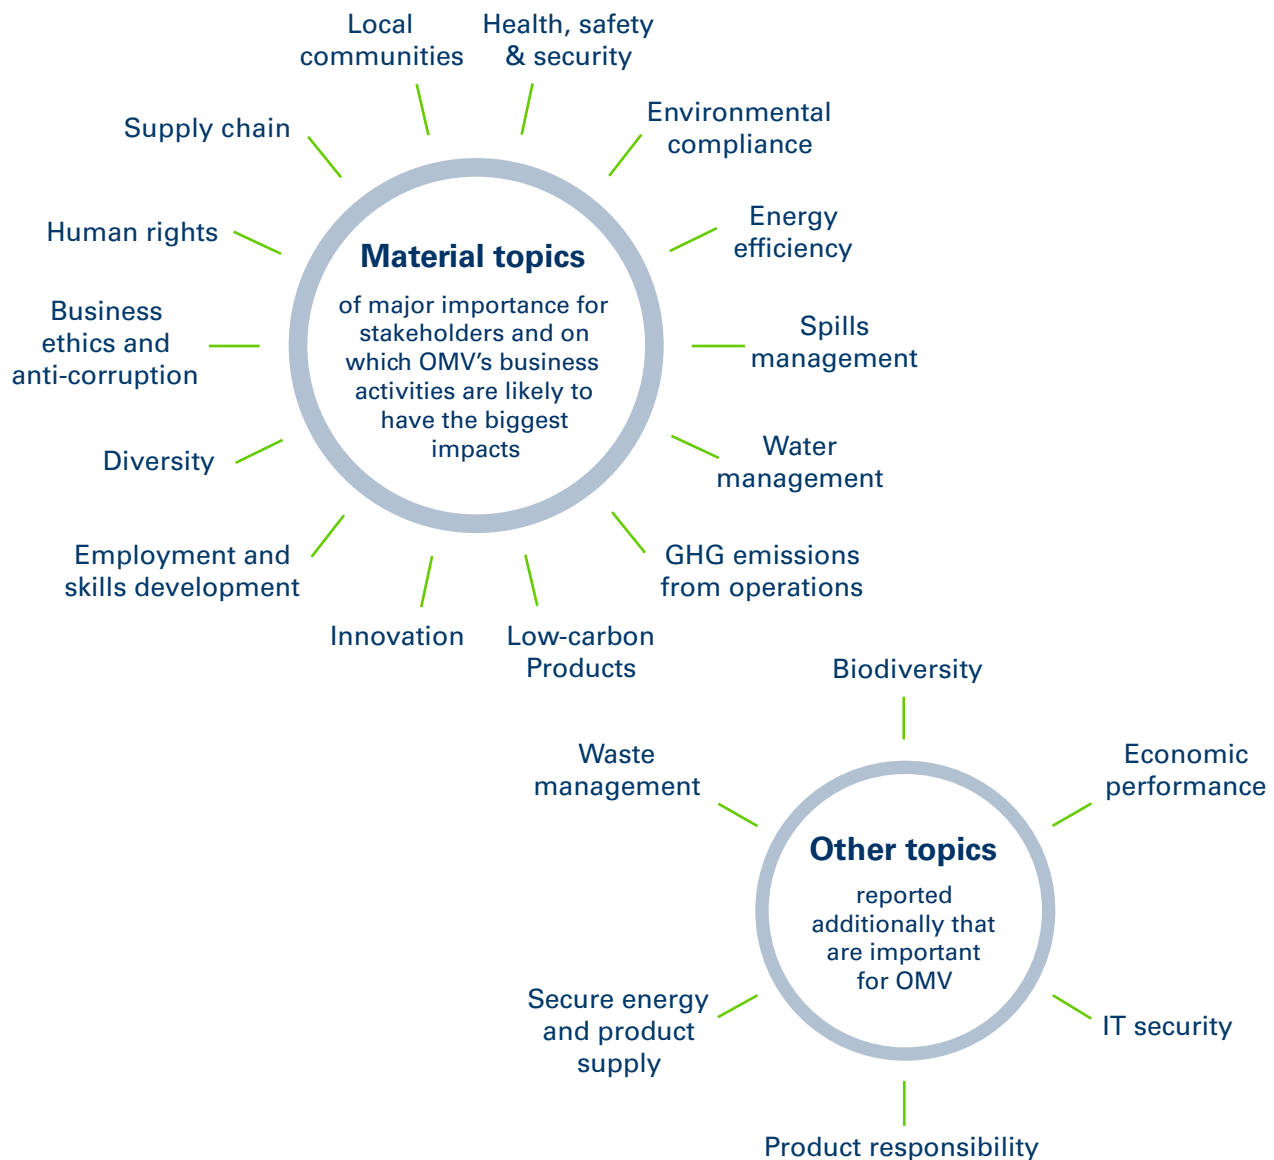 Local
communities
Health, safety
& security
Environmental
compliance
Energy
efficiency
Spills
management
Water
management
GHG emissions
from operations
Low-carbon
Products
Innovation
Employment and
skills development
Diversity
Business
ethics and
anti-corruption
Human rights
Supply chain
Material topics
of major importance for
stakeholders and on
which OMV's business
activities are likely to
have the biggest
impacts
Biodiversity
Economic
performance
IT security
Product responsibility
Secure energy
and product
supply
Waste
management
Other topics
reported
additionally that
are important
for OMV